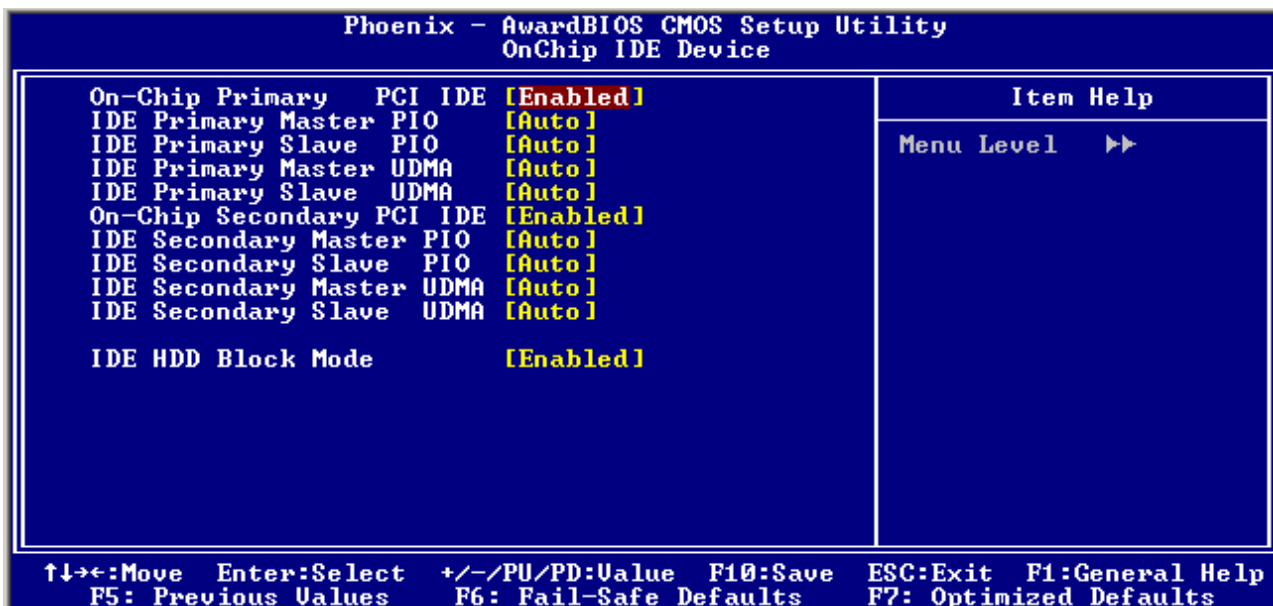 Phoenix - AwardBIOS CMOS Setup Utility
OnChip IDE Device
On-Chip Primary PCI IDE [Enabled]
IDE Primary Master PIO [Auto]
IDE Primary Slave PIO [Auto]
IDE Primary Master UDMA [Auto]
IDE Primary Slave UDMA [Auto]
On-Chip Secondary PCI IDE [Enabled]
IDE Secondary Master PIO [Auto]
IDE Secondary Slave PIO [Auto]
IDE Secondary Master UDMA [Auto]
IDE Secondary Slave UDMA [Auto]
IDE HDD Block Mode [Enabled]
Item Help
Menu Level ▶▶
↑↓→←:Move Enter:Select +/-/PU/PD:Value F10:Save ESC:Exit F1:General Help
F5: Previous Values F6: Fail-Safe Defaults F7: Optimized Defaults